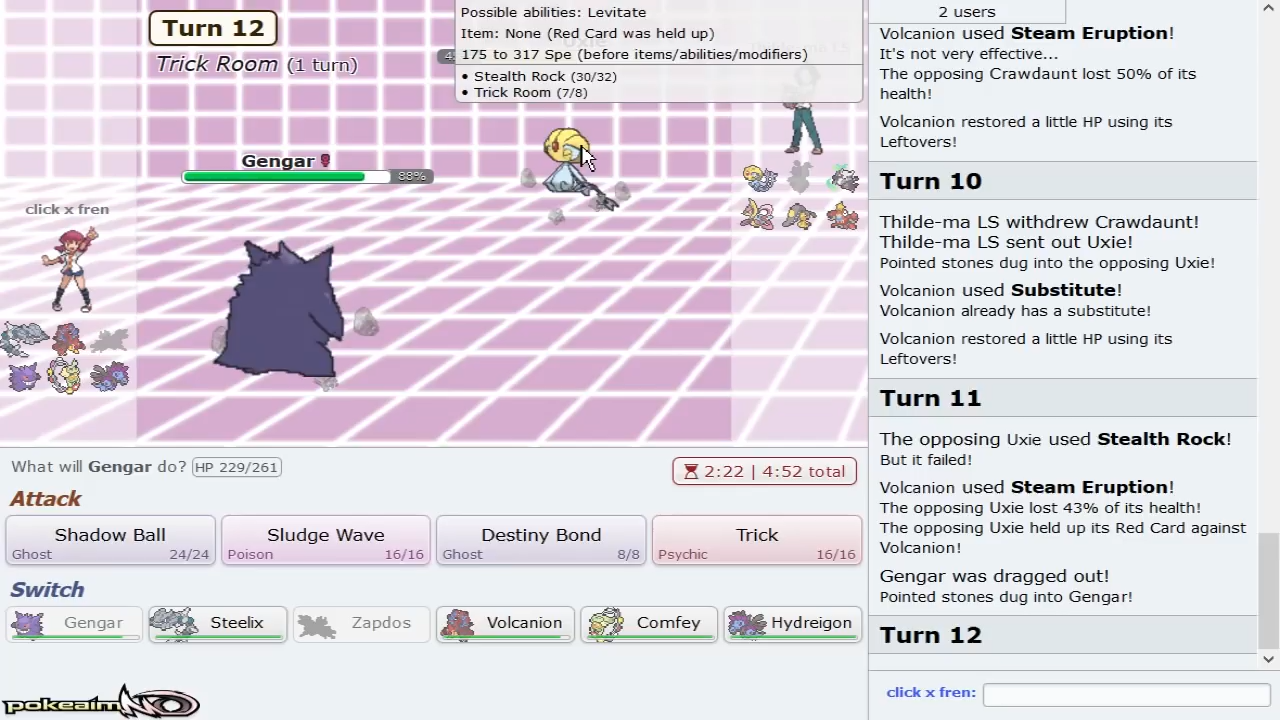 Turn 12
Trick Room (1 turn)
Possible abilities: Levitate
Item: None (Red Card was held up)
175 to 317 Spe (before items/abilities/modifiers)
• Stealth Rock (30/32)
• Trick Room (7/8)
Gengar
88%
click x fren
What will Gengar do? HP 229/261
2:22 | 4:52 total
Attack
Shadow Ball
Ghost 24/24
Sludge Wave
Poison 16/16
Destiny Bond
Ghost 8/8
Trick
Psychic 16/16
Switch
Gengar
Steelix
Zapdos
Volcanion
Comfey
Hydreigon
pokeaimMD
2 users
Volcanion used Steam Eruption!
It's not very effective...
The opposing Crawdaunt lost 50% of its
health!
Volcanion restored a little HP using its
Leftovers!
Turn 10
Thilde-ma LS withdrew Crawdaunt!
Thilde-ma LS sent out Uxie!
Pointed stones dug into the opposing Uxie!
Volcanion used Substitute!
Volcanion already has a substitute!
Volcanion restored a little HP using its
Leftovers!
Turn 11
The opposing Uxie used Stealth Rock!
But it failed!
Volcanion used Steam Eruption!
The opposing Uxie lost 43% of its health!
The opposing Uxie held up its Red Card against
Volcanion!
Gengar was dragged out!
Pointed stones dug into Gengar!
Turn 12
click x fren: